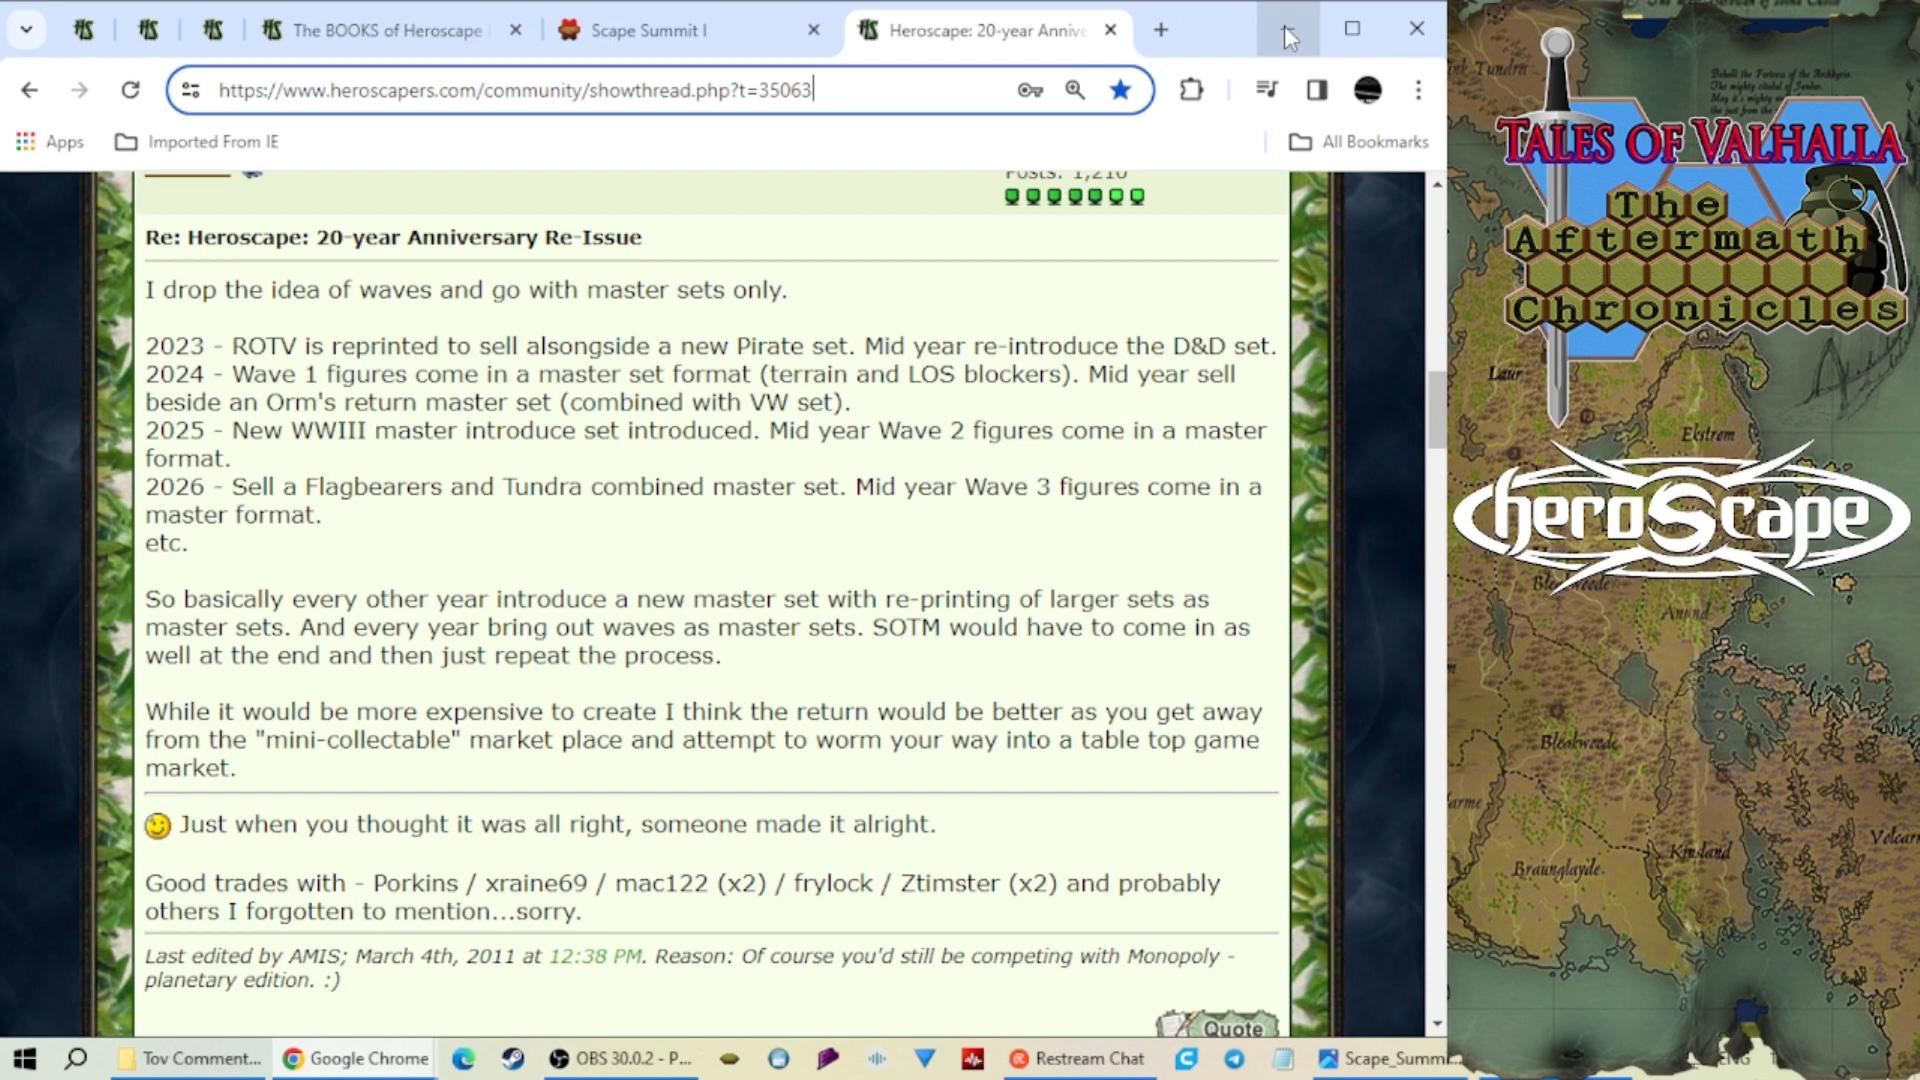 The BOOKS of Heroscape
Scape Summit I
Heroscape: 20-year Annive
https://www.heroscapers.com/community/showthread.php?t=35063
Apps
Imported From IE
All Bookmarks
Posts: 1,210
Re: Heroscape: 20-year Anniversary Re-Issue
I drop the idea of waves and go with master sets only.
2023 - ROTV is reprinted to sell alsongside a new Pirate set. Mid year re-introduce the D&D set.
2024 - Wave 1 figures come in a master set format (terrain and LOS blockers). Mid year sell
beside an Orm's return master set (combined with VW set).
2025 - New WWIII master introduce set introduced. Mid year Wave 2 figures come in a master
format.
2026 - Sell a Flagbearers and Tundra combined master set. Mid year Wave 3 figures come in a
master format.
etc.
So basically every other year introduce a new master set with re-printing of larger sets as
master sets. And every year bring out waves as master sets. SOTM would have to come in as
well at the end and then just repeat the process.
While it would be more expensive to create I think the return would be better as you get away
from the "mini-collectable" market place and attempt to worm your way into a table top game
market.
Just when you thought it was all right, someone made it alright.
Good trades with - Porkins / xraine69 / mac122 (x2) / frylock / Ztimster (x2) and probably
others I forgotten to mention...sorry.
Last edited by AMIS; March 4th, 2011 at 12:38 PM. Reason: Of course you'd still be competing with Monopoly -
planetary edition. :)
Quote
Tov Comment...
Google Chrome
OBS 30.0.2 - P...
Restream Chat
Scape_Summi...
ENG
Tundra
TALES OF VALHALLA
The
Aftermath
Chronicles
Laur
Ekstrom
heroScape
Anund
Bleakwoode
Kinsland
Braunglayde